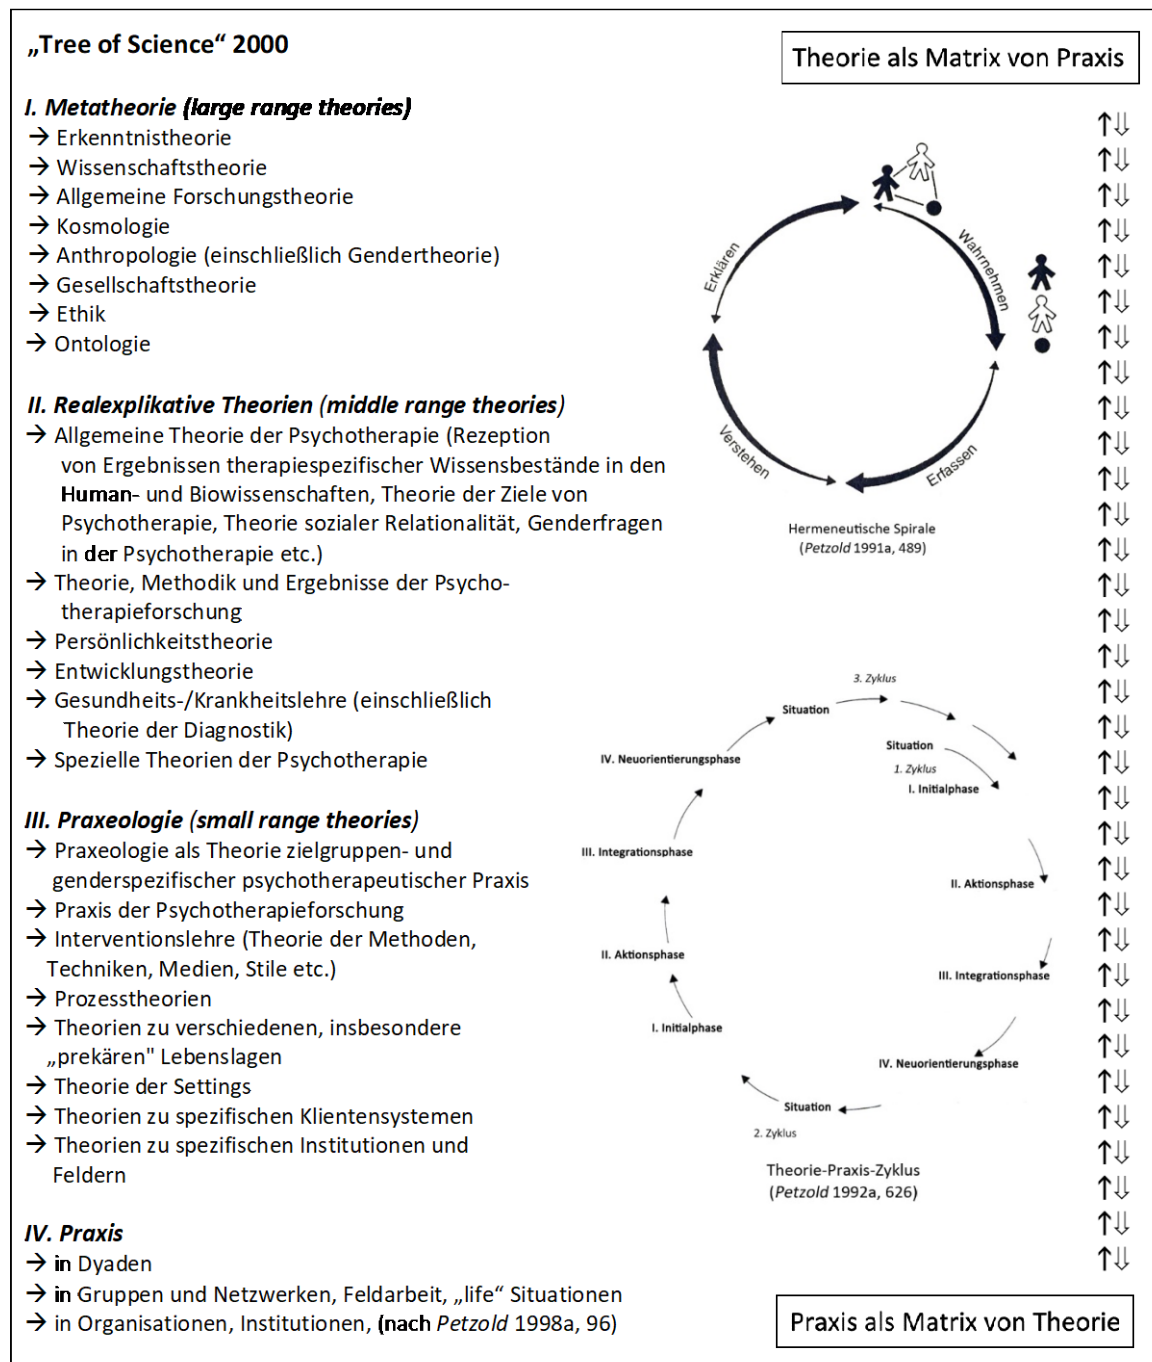 „Tree of Science“ 2000
Theorie als Matrix von Praxis
I. Metatheorie (large range theories)
→ Erkenntnistheorie
→ Wissenschaftstheorie
→ Allgemeine Forschungstheorie
→ Kosmologie
→ Anthropologie (einschließlich Gendertheorie)
→ Gesellschaftstheorie
→ Ethik
→ Ontologie
Erklären
Wahrnehmen
Verstehen
Erfassen
Hermeneutische Spirale
(Petzold 1991a, 489)
II. Realexplikative Theorien (middle range theories)
→ Allgemeine Theorie der Psychotherapie (Rezeption
von Ergebnissen therapiespezifischer Wissensbestände in den
Human- und Biowissenschaften, Theorie der Ziele von
Psychotherapie, Theorie sozialer Relationalität, Genderfragen
in der Psychotherapie etc.)
→ Theorie, Methodik und Ergebnisse der Psycho-
therapieforschung
→ Persönlichkeitstheorie
→ Entwicklungstheorie
→ Gesundheits-/Krankheitslehre (einschließlich
Theorie der Diagnostik)
→ Spezielle Theorien der Psychotherapie
III. Praxeologie (small range theories)
→ Praxeologie als Theorie zielgruppen- und
genderspezifischer psychotherapeutischer Praxis
→ Praxis der Psychotherapieforschung
→ Interventionslehre (Theorie der Methoden,
Techniken, Medien, Stile etc.)
→ Prozesstheorien
→ Theorien zu verschiedenen, insbesondere
„prekären" Lebenslagen
→ Theorie der Settings
→ Theorien zu spezifischen Klientensystemen
→ Theorien zu spezifischen Institutionen und
Feldern
3. Zyklus
Situation
Situation
1. Zyklus
I. Initialphase
II. Aktionsphase
III. Integrationsphase
IV. Neuorientierungsphase
Situation
2. Zyklus
I. Initialphase
II. Aktionsphase
III. Integrationsphase
IV. Neuorientierungsphase
Theorie-Praxis-Zyklus
(Petzold 1992a, 626)
IV. Praxis
→ in Dyaden
→ in Gruppen und Netzwerken, Feldarbeit, „life“ Situationen
→ in Organisationen, Institutionen, (nach Petzold 1998a, 96)
Praxis als Matrix von Theorie